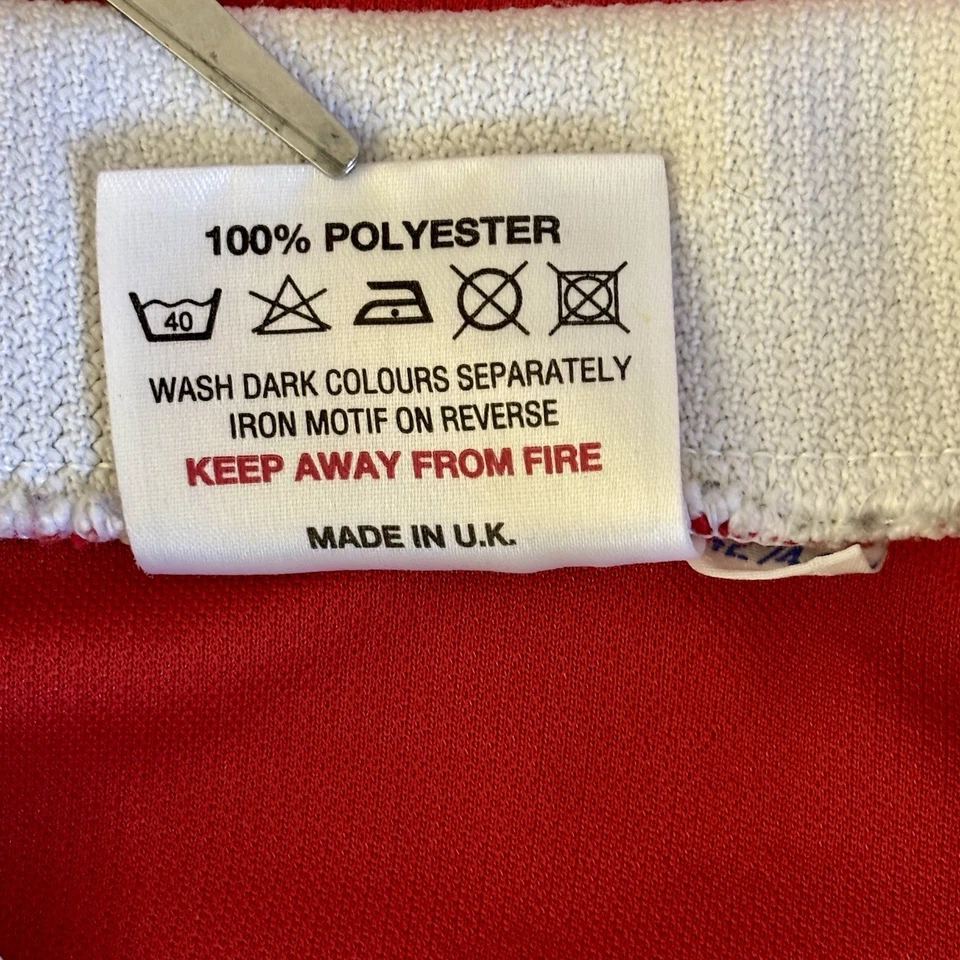 100% POLYESTER
40
WASH DARK COLOURS SEPARATELY
IRON MOTIF ON REVERSE
KEEP AWAY FROM FIRE
MADE IN U.K.